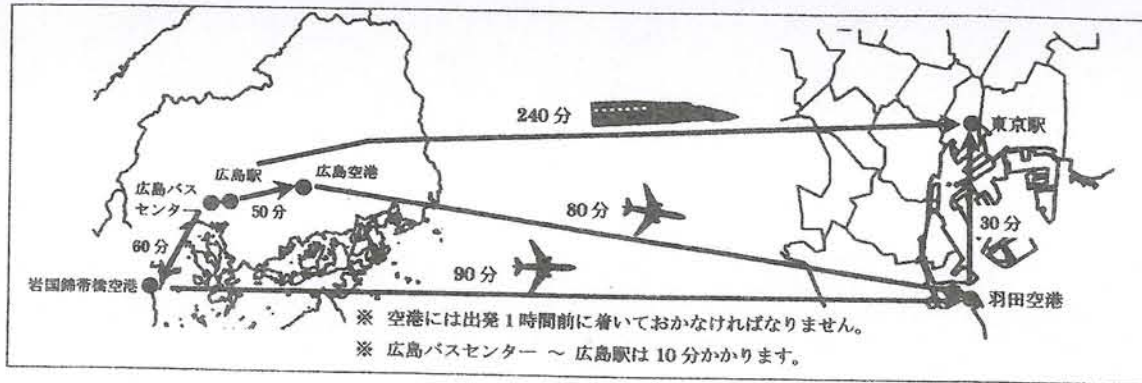 240分
東京駅
広島バス
センター
広島駅
広島空港
50分
80分
30分
60分
90分
岩国錦帯橋空港
羽田空港
※ 空港には出発1時間前に着いておかなければなりません。
※ 広島バスセンター ～ 広島駅は10分かかります。